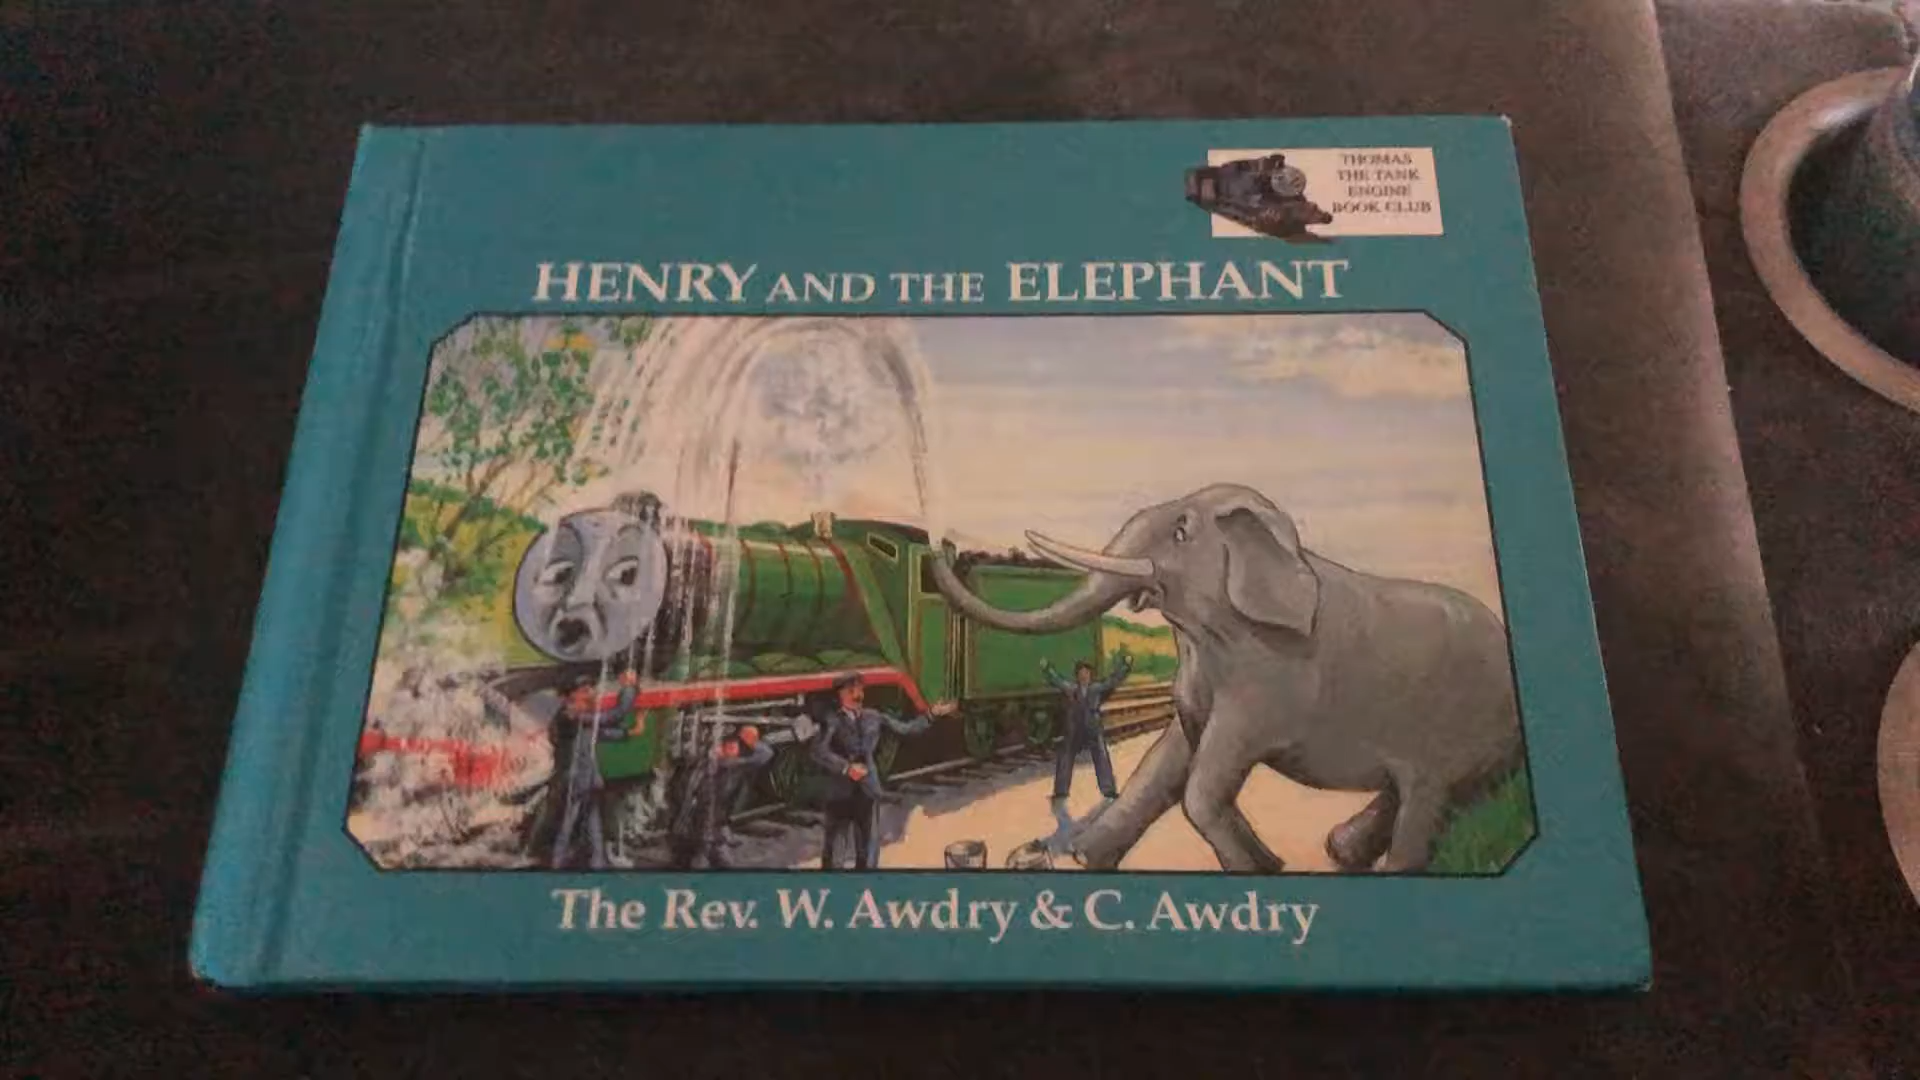 THOMAS
THE TANK
ENGINE
BOOK CLUB
HENRY AND THE ELEPHANT
The Rev. W. Awdry & C. Awdry